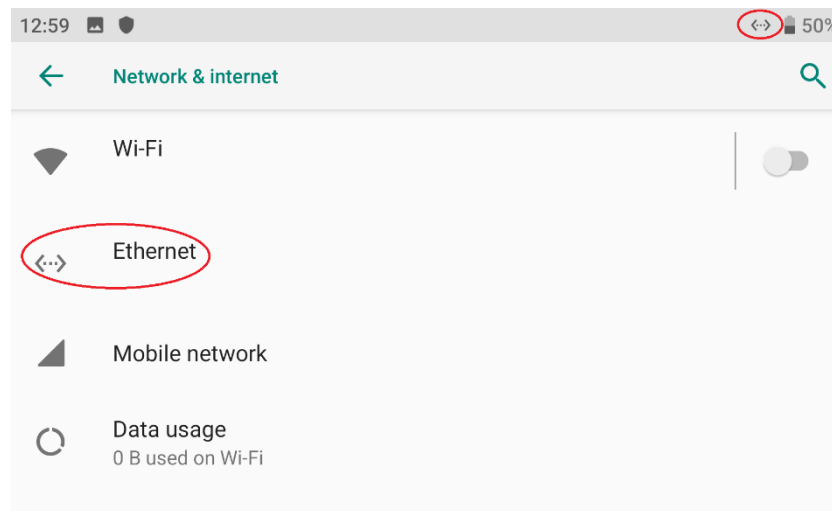 12:59 50%
Network & internet
Wi-Fi
Ethernet
Mobile network
Data usage
0 B used on Wi-Fi